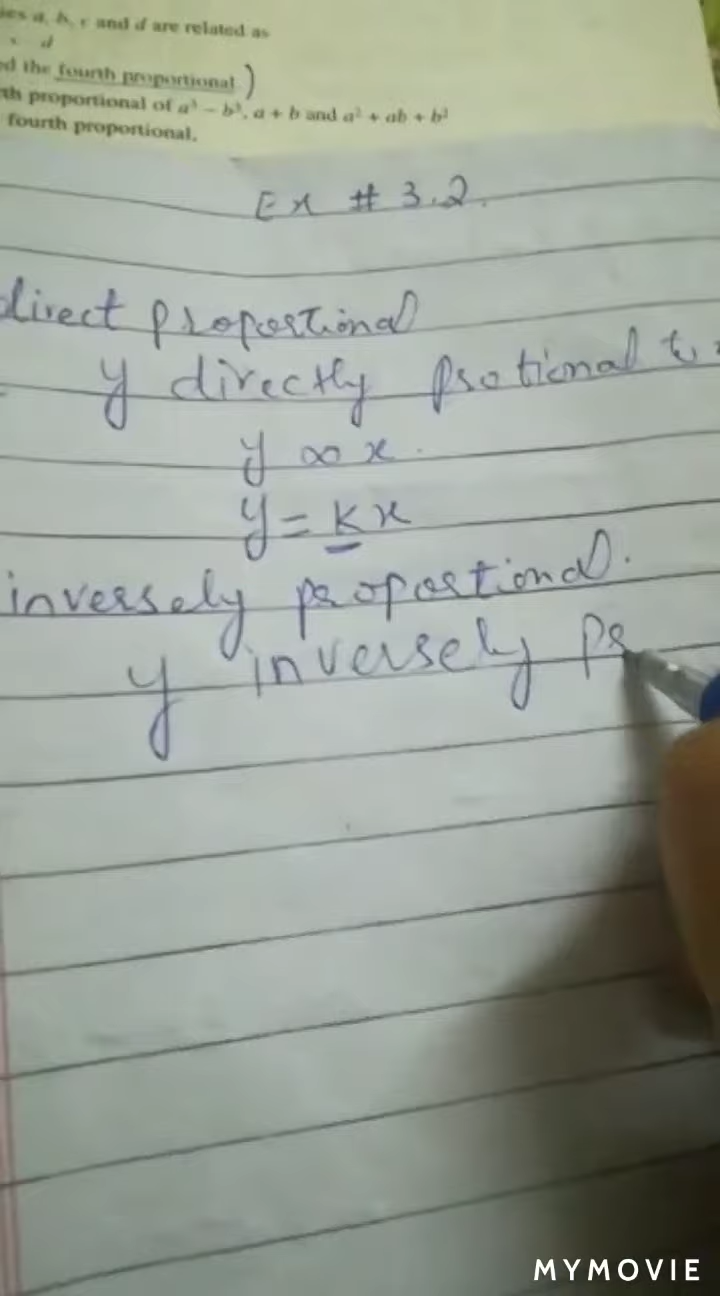 a, b, c and d are related as
d
the fourth proportional )
proportional of a³ – b³, a + b and a² + ab + b²
fourth proportional.
Ex # 3.2.
direct proportional
y directly protional to
y ∝ x.
y = kx
inversely proportional.
y inversely pr
MYMOVIE